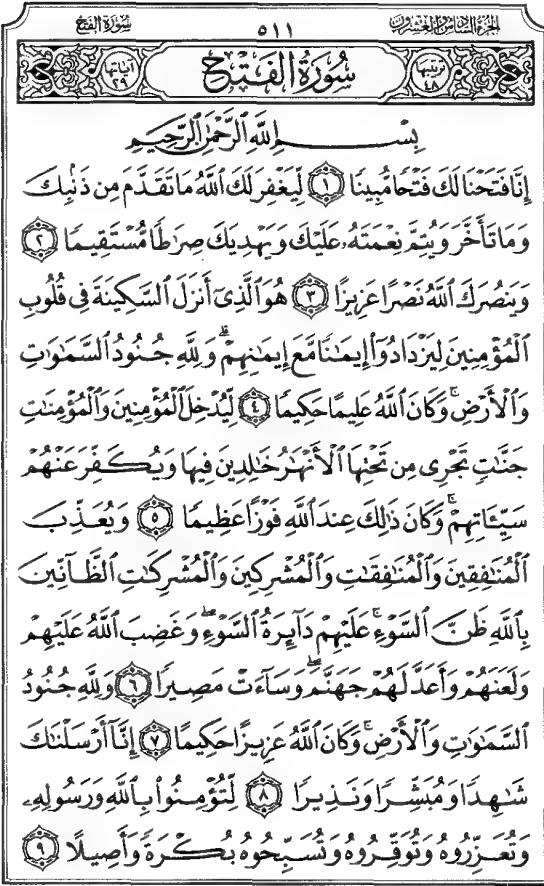 الجزء السادس والعشرون ٥١١ سورة الفتح
ترتيبها ٤٨ سُورَةُ الفَتْحِ آياتها ٢٩
بِسْمِ اللَّهِ الرَّحْمَٰنِ الرَّحِيمِ
إِنَّا فَتَحْنَا لَكَ فَتْحًا مُّبِينًا ١ لِّيَغْفِرَ لَكَ اللَّهُ مَا تَقَدَّمَ مِن ذَنۢبِكَ
وَمَا تَأَخَّرَ وَيُتِمَّ نِعْمَتَهُۥ عَلَيْكَ وَيَهْدِيَكَ صِرَٰطًا مُّسْتَقِيمًا ٢
وَيَنصُرَكَ اللَّهُ نَصْرًا عَزِيزًا ٣ هُوَ الَّذِىٓ أَنزَلَ السَّكِينَةَ فِى قُلُوبِ
الْمُؤْمِنِينَ لِيَزْدَادُوٓا۟ إِيمَٰنًا مَّعَ إِيمَٰنِهِمْ ۗ وَلِلَّهِ جُنُودُ السَّمَٰوَٰتِ
وَالْأَرْضِ ۚ وَكَانَ اللَّهُ عَلِيمًا حَكِيمًا ٤ لِّيُدْخِلَ الْمُؤْمِنِينَ وَالْمُؤْمِنَٰتِ
جَنَّٰتٍ تَجْرِى مِن تَحْتِهَا الْأَنْهَٰرُ خَٰلِدِينَ فِيهَا وَيُكَفِّرَ عَنْهُمْ
سَيِّـَٔاتِهِمْ ۚ وَكَانَ ذَٰلِكَ عِندَ اللَّهِ فَوْزًا عَظِيمًا ٥ وَيُعَذِّبَ
الْمُنَٰفِقِينَ وَالْمُنَٰفِقَٰتِ وَالْمُشْرِكِينَ وَالْمُشْرِكَٰتِ الظَّآنِّينَ
بِاللَّهِ ظَنَّ السَّوْءِ ۚ عَلَيْهِمْ دَآئِرَةُ السَّوْءِ ۖ وَغَضِبَ اللَّهُ عَلَيْهِمْ
وَلَعَنَهُمْ وَأَعَدَّ لَهُمْ جَهَنَّمَ ۖ وَسَآءَتْ مَصِيرًا ٦ وَلِلَّهِ جُنُودُ
السَّمَٰوَٰتِ وَالْأَرْضِ ۚ وَكَانَ اللَّهُ عَزِيزًا حَكِيمًا ٧ إِنَّآ أَرْسَلْنَٰكَ
شَٰهِدًا وَمُبَشِّرًا وَنَذِيرًا ٨ لِّتُؤْمِنُوا۟ بِاللَّهِ وَرَسُولِهِۦ
وَتُعَزِّرُوهُ وَتُوَقِّرُوهُ وَتُسَبِّحُوهُ بُكْرَةً وَأَصِيلًا ٩